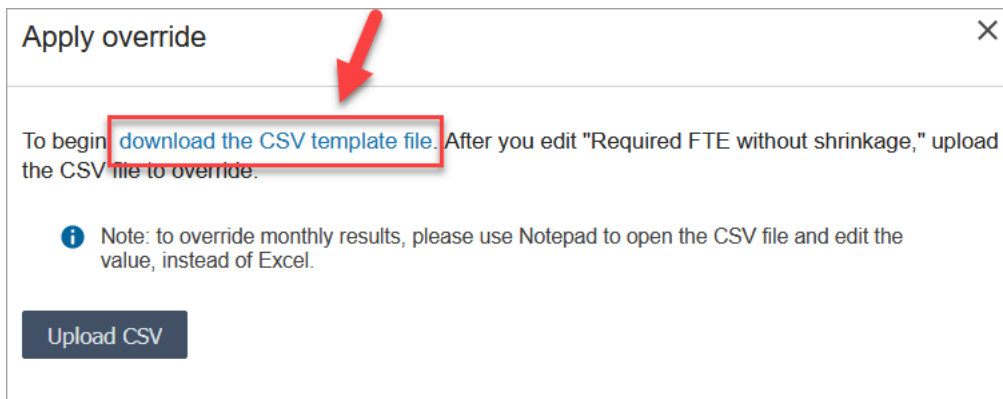 Apply override
To begin, download the CSV template file. After you edit "Required FTE without shrinkage," upload
the CSV file to override.
Note: to override monthly results, please use Notepad to open the CSV file and edit the
value, instead of Excel.
Upload CSV